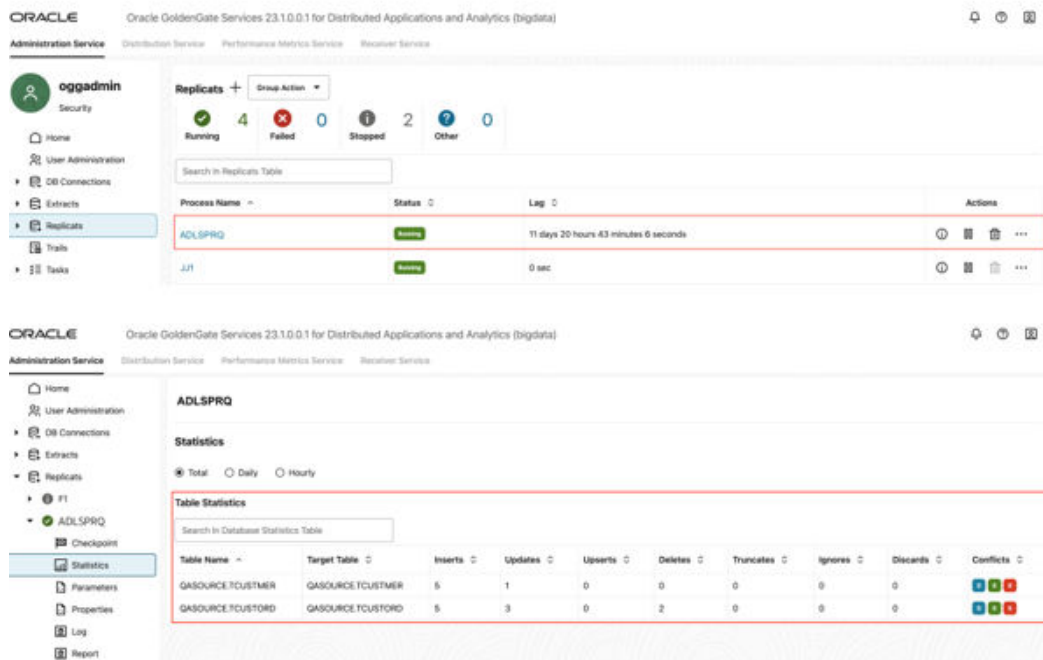 ORACLE Oracle GoldenGate Services 23.1.0.0.1 for Distributed Applications and Analytics (bigdata)
Administration Service Distribution Service Performance Metrics Service Receiver Service
oggadmin
Security
Home
User Administration
DB Connections
Extracts
Replicats
Trails
Tasks
Replicats + Group Action
4 0 2 0
Running Failed Stopped Other
Search In Replicats Table
Process Name Status Lag Actions
ADLSPRQ Running 11 days 20 hours 43 minutes 6 seconds
JJ1 Running 0 sec
ORACLE Oracle GoldenGate Services 23.1.0.0.1 for Distributed Applications and Analytics (bigdata)
Administration Service Distribution Service Performance Metrics Service Receiver Service
Home
User Administration
DB Connections
Extracts
Replicats
F1
ADLSPRQ
Checkpoint
Statistics
Parameters
Properties
Log
Report
ADLSPRQ
Statistics
Total Daily Hourly
Table Statistics
Search In Database Statistics Table
Table Name Target Table Inserts Updates Upserts Deletes Truncates Ignores Discards Conflicts
QASOURCE.TCUSTMER QASOURCE.TCUSTMER 5 1 0 0 0 0 0
QASOURCE.TCUSTORD QASOURCE.TCUSTORD 5 3 0 2 0 0 0